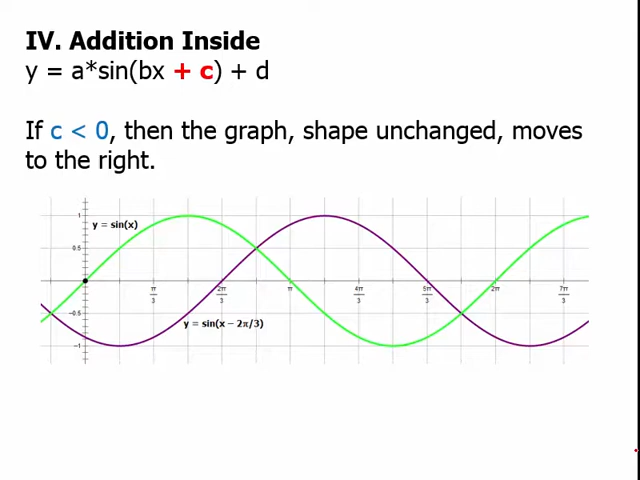 IV. Addition Inside
y = a*sin(bx + c) + d
If c < 0, then the graph, shape unchanged, moves
to the right.
1
y = sin(x)
0.5
π/3
2π/3
π
4π/3
5π/3
2π
7π/3
−0.5
y = sin(x − 2π/3)
−1